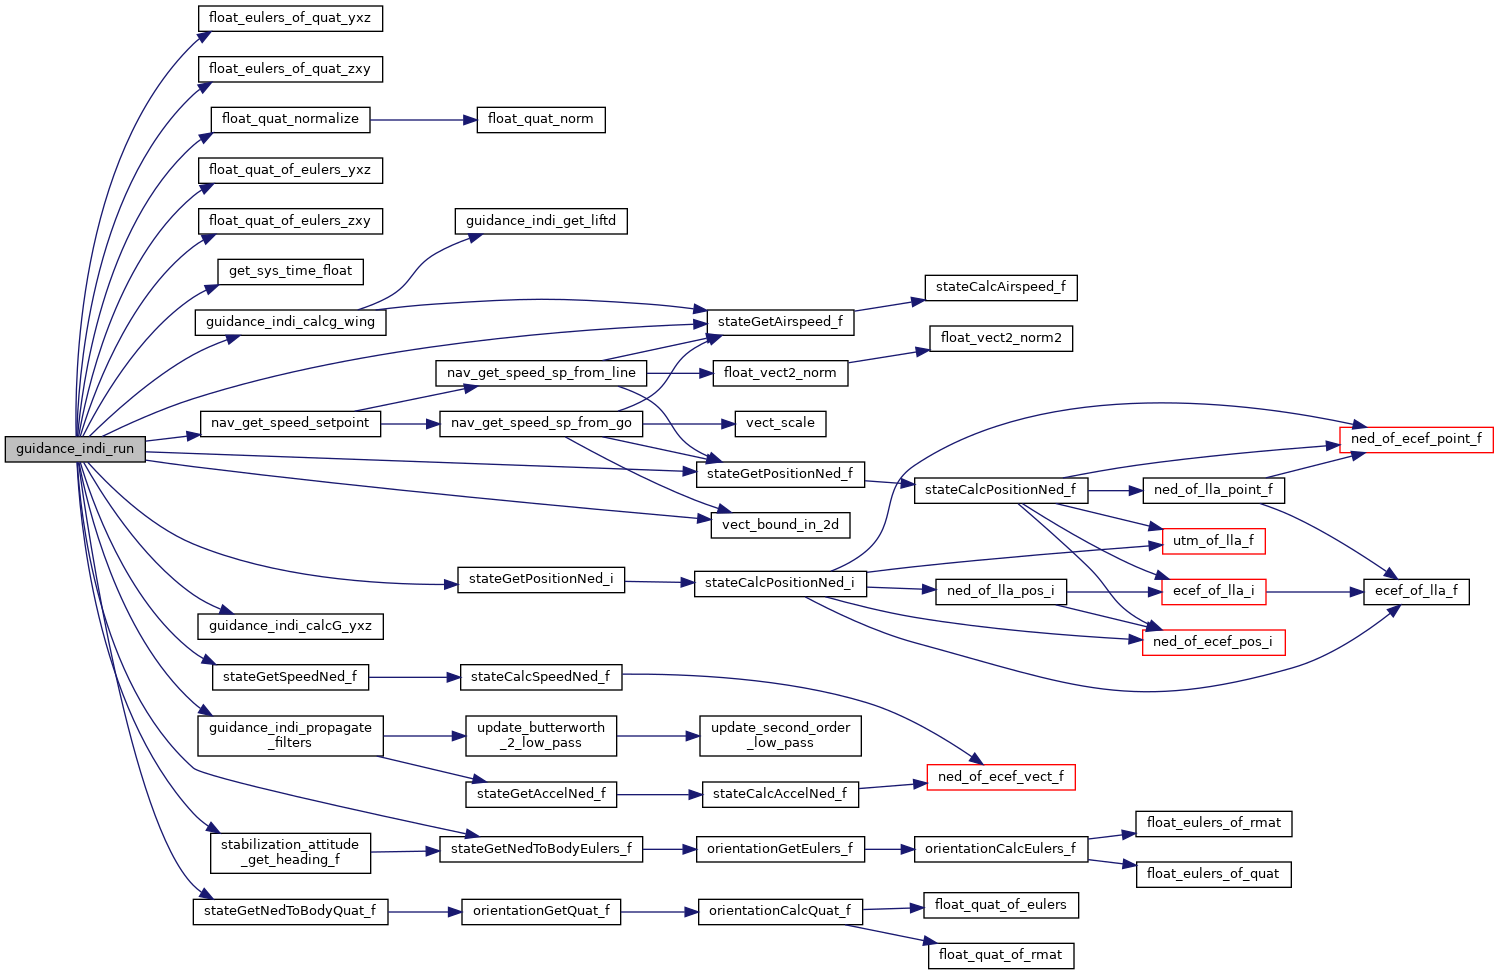 float_eulers_of_quat_yxz
float_eulers_of_quat_zxy
float_quat_normalize
float_quat_norm
float_quat_of_eulers_yxz
float_quat_of_eulers_zxy
guidance_indi_get_liftd
get_sys_time_float
stateCalcAirspeed_f
guidance_indi_calcg_wing
stateGetAirspeed_f
float_vect2_norm2
nav_get_speed_sp_from_line
float_vect2_norm
nav_get_speed_setpoint
nav_get_speed_sp_from_go
vect_scale
ned_of_ecef_point_f
guidance_indi_run
stateGetPositionNed_f
stateCalcPositionNed_f
ned_of_lla_point_f
vect_bound_in_2d
utm_of_lla_f
stateGetPositionNed_i
stateCalcPositionNed_i
ned_of_lla_pos_i
ecef_of_lla_i
ecef_of_lla_f
guidance_indi_calcG_yxz
ned_of_ecef_pos_i
stateGetSpeedNed_f
stateCalcSpeedNed_f
guidance_indi_propagate
_filters
update_butterworth
_2_low_pass
update_second_order
_low_pass
ned_of_ecef_vect_f
stateGetAccelNed_f
stateCalcAccelNed_f
float_eulers_of_rmat
stabilization_attitude
_get_heading_f
stateGetNedToBodyEulers_f
orientationGetEulers_f
orientationCalcEulers_f
float_eulers_of_quat
stateGetNedToBodyQuat_f
orientationGetQuat_f
orientationCalcQuat_f
float_quat_of_eulers
float_quat_of_rmat